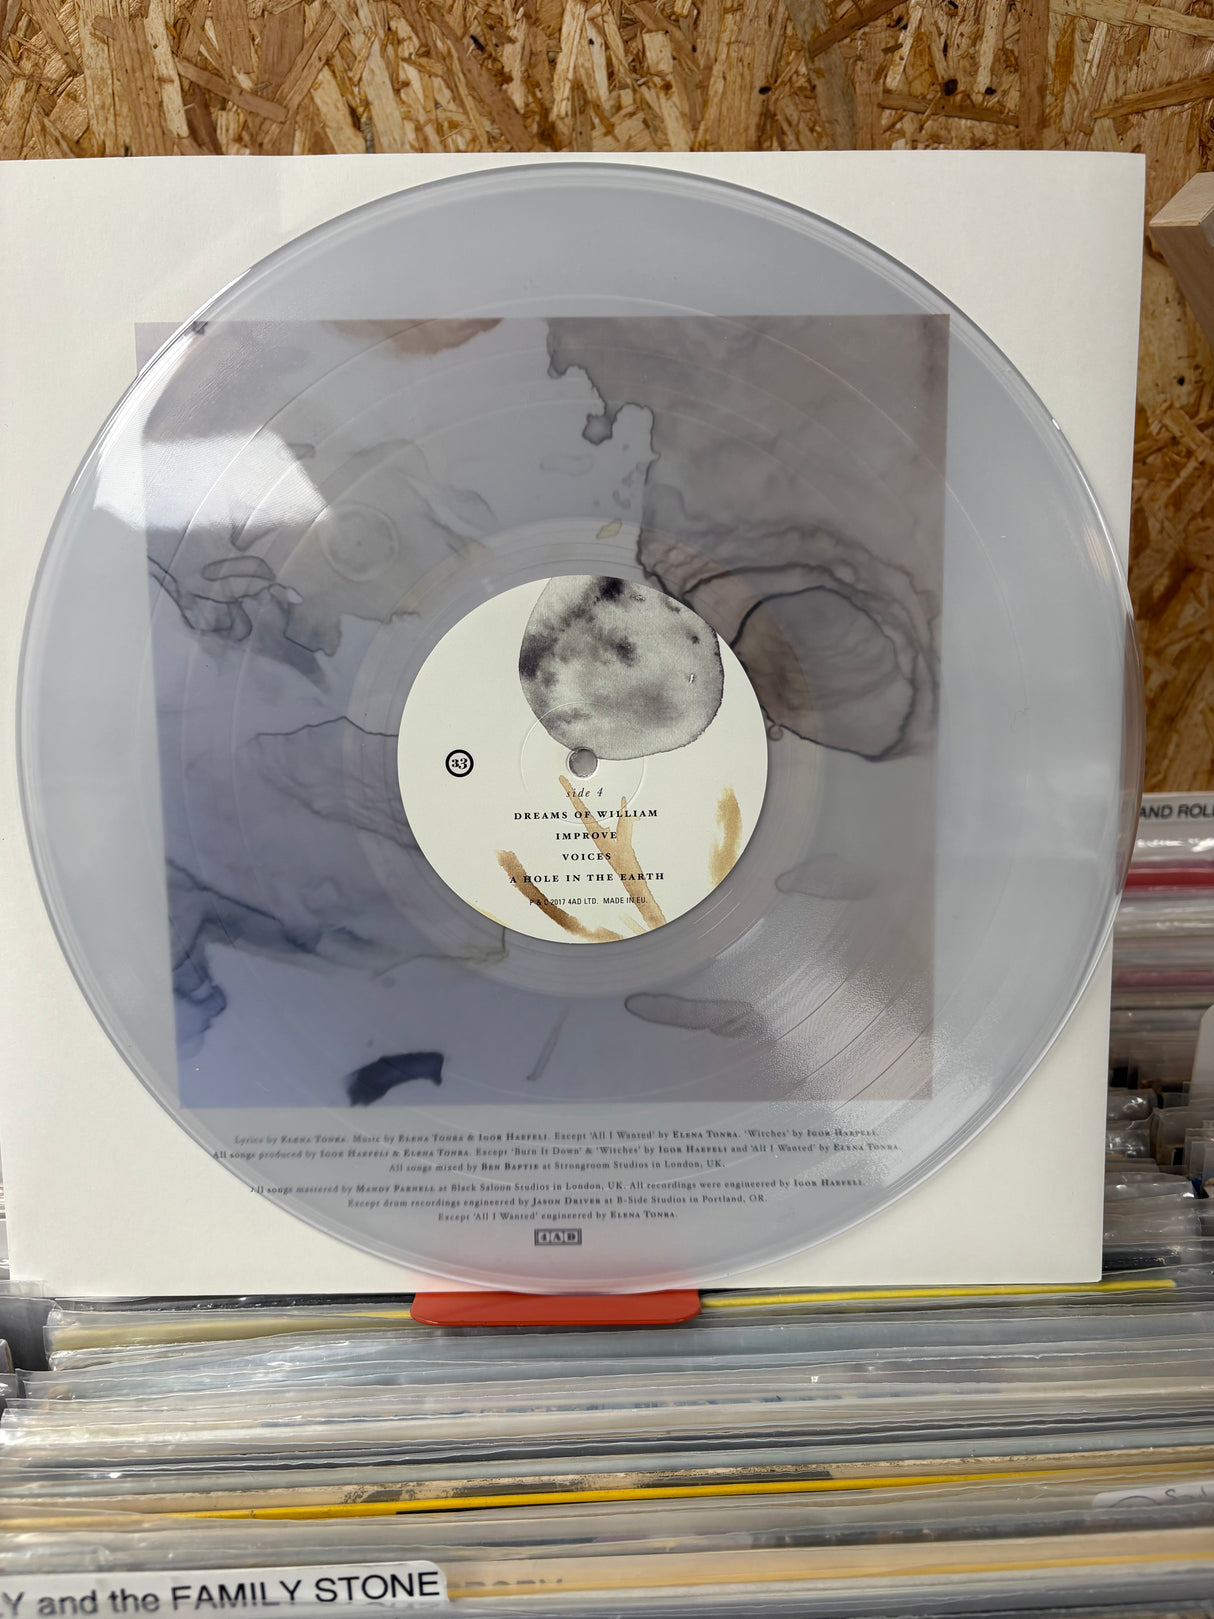 33
side 4
DREAMS OF WILLIAM
IMPROVE
VOICES
A HOLE IN THE EARTH
P & C 2017 4AD LTD. MADE IN EU.
AND ROLL
Lyrics by ELENA TONRA. Music by ELENA TONRA & IGOR HAEFELI. Except 'All I Wanted' by ELENA TONRA. 'Witches' by IGOR HAEFELI.
All songs produced by IGOR HAEFELI & ELENA TONRA. Except 'Burn It Down' & 'Witches' by IGOR HAEFELI and 'All I Wanted' by ELENA TONRA.
All songs mixed by BEN BAPTIE at Strongroom Studios in London, UK.
All songs mastered by MANDY PARNELL at Black Saloon Studios in London, UK. All recordings were engineered by IGOR HAEFELI.
Except drum recordings engineered by JASON DRIVER at B-Side Studios in Portland, OR.
Except 'All I Wanted' engineered by ELENA TONRA.
4AD
LY and the FAMILY STONE